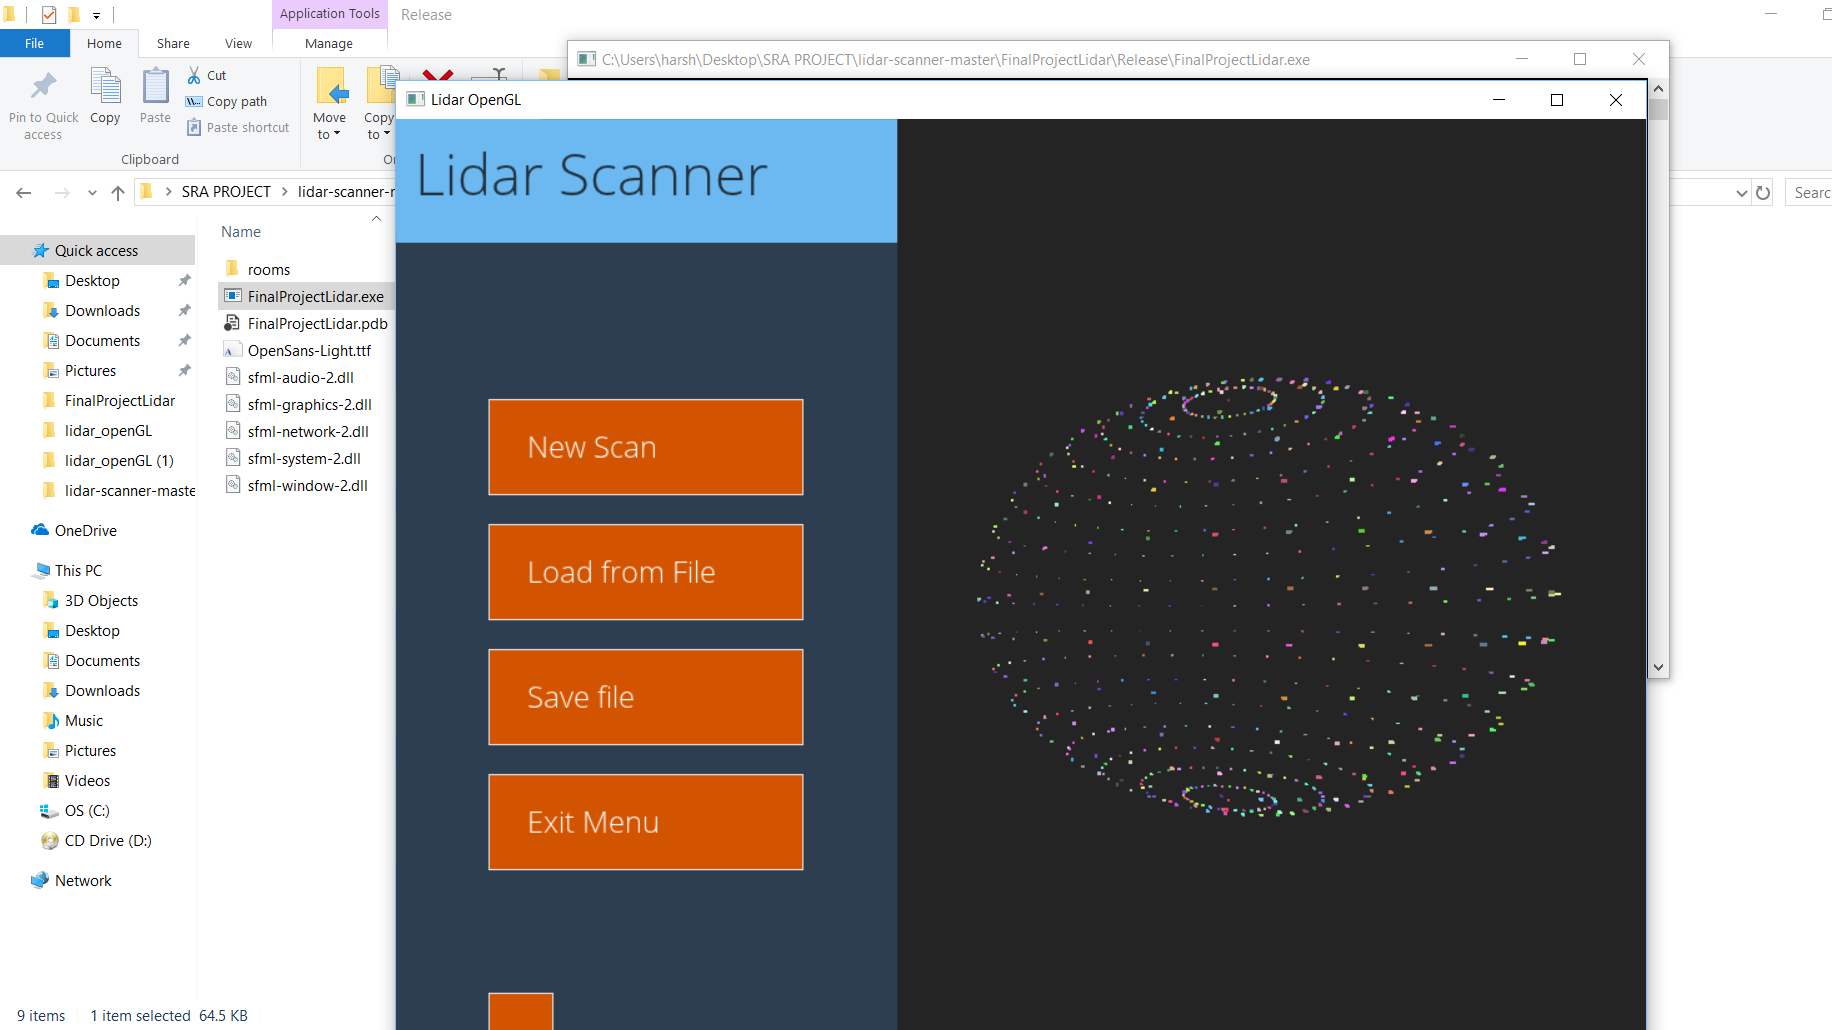 Application Tools
Release
File
Home
Share
View
Manage
Pin to Quick access
Copy
Paste
Cut
Copy path
Paste shortcut
Move to
Copy to
Clipboard
C:\Users\harsh\Desktop\SRA PROJECT\lidar-scanner-master\FinalProjectLidar\Release\FinalProjectLidar.exe
Lidar OpenGL
SRA PROJECT
Name
Quick access
Desktop
Downloads
Documents
Pictures
FinalProjectLidar
lidar_openGL
lidar_openGL (1)
lidar-scanner-maste
OneDrive
This PC
3D Objects
Desktop
Documents
Downloads
Music
Pictures
Videos
OS (C:)
CD Drive (D:)
Network
rooms
FinalProjectLidar.exe
FinalProjectLidar.pdb
OpenSans-Light.ttf
sfml-audio-2.dll
sfml-graphics-2.dll
sfml-network-2.dll
sfml-system-2.dll
sfml-window-2.dll
Lidar Scanner
New Scan
Load from File
Save file
Exit Menu
9 items
1 item selected 64.5 KB